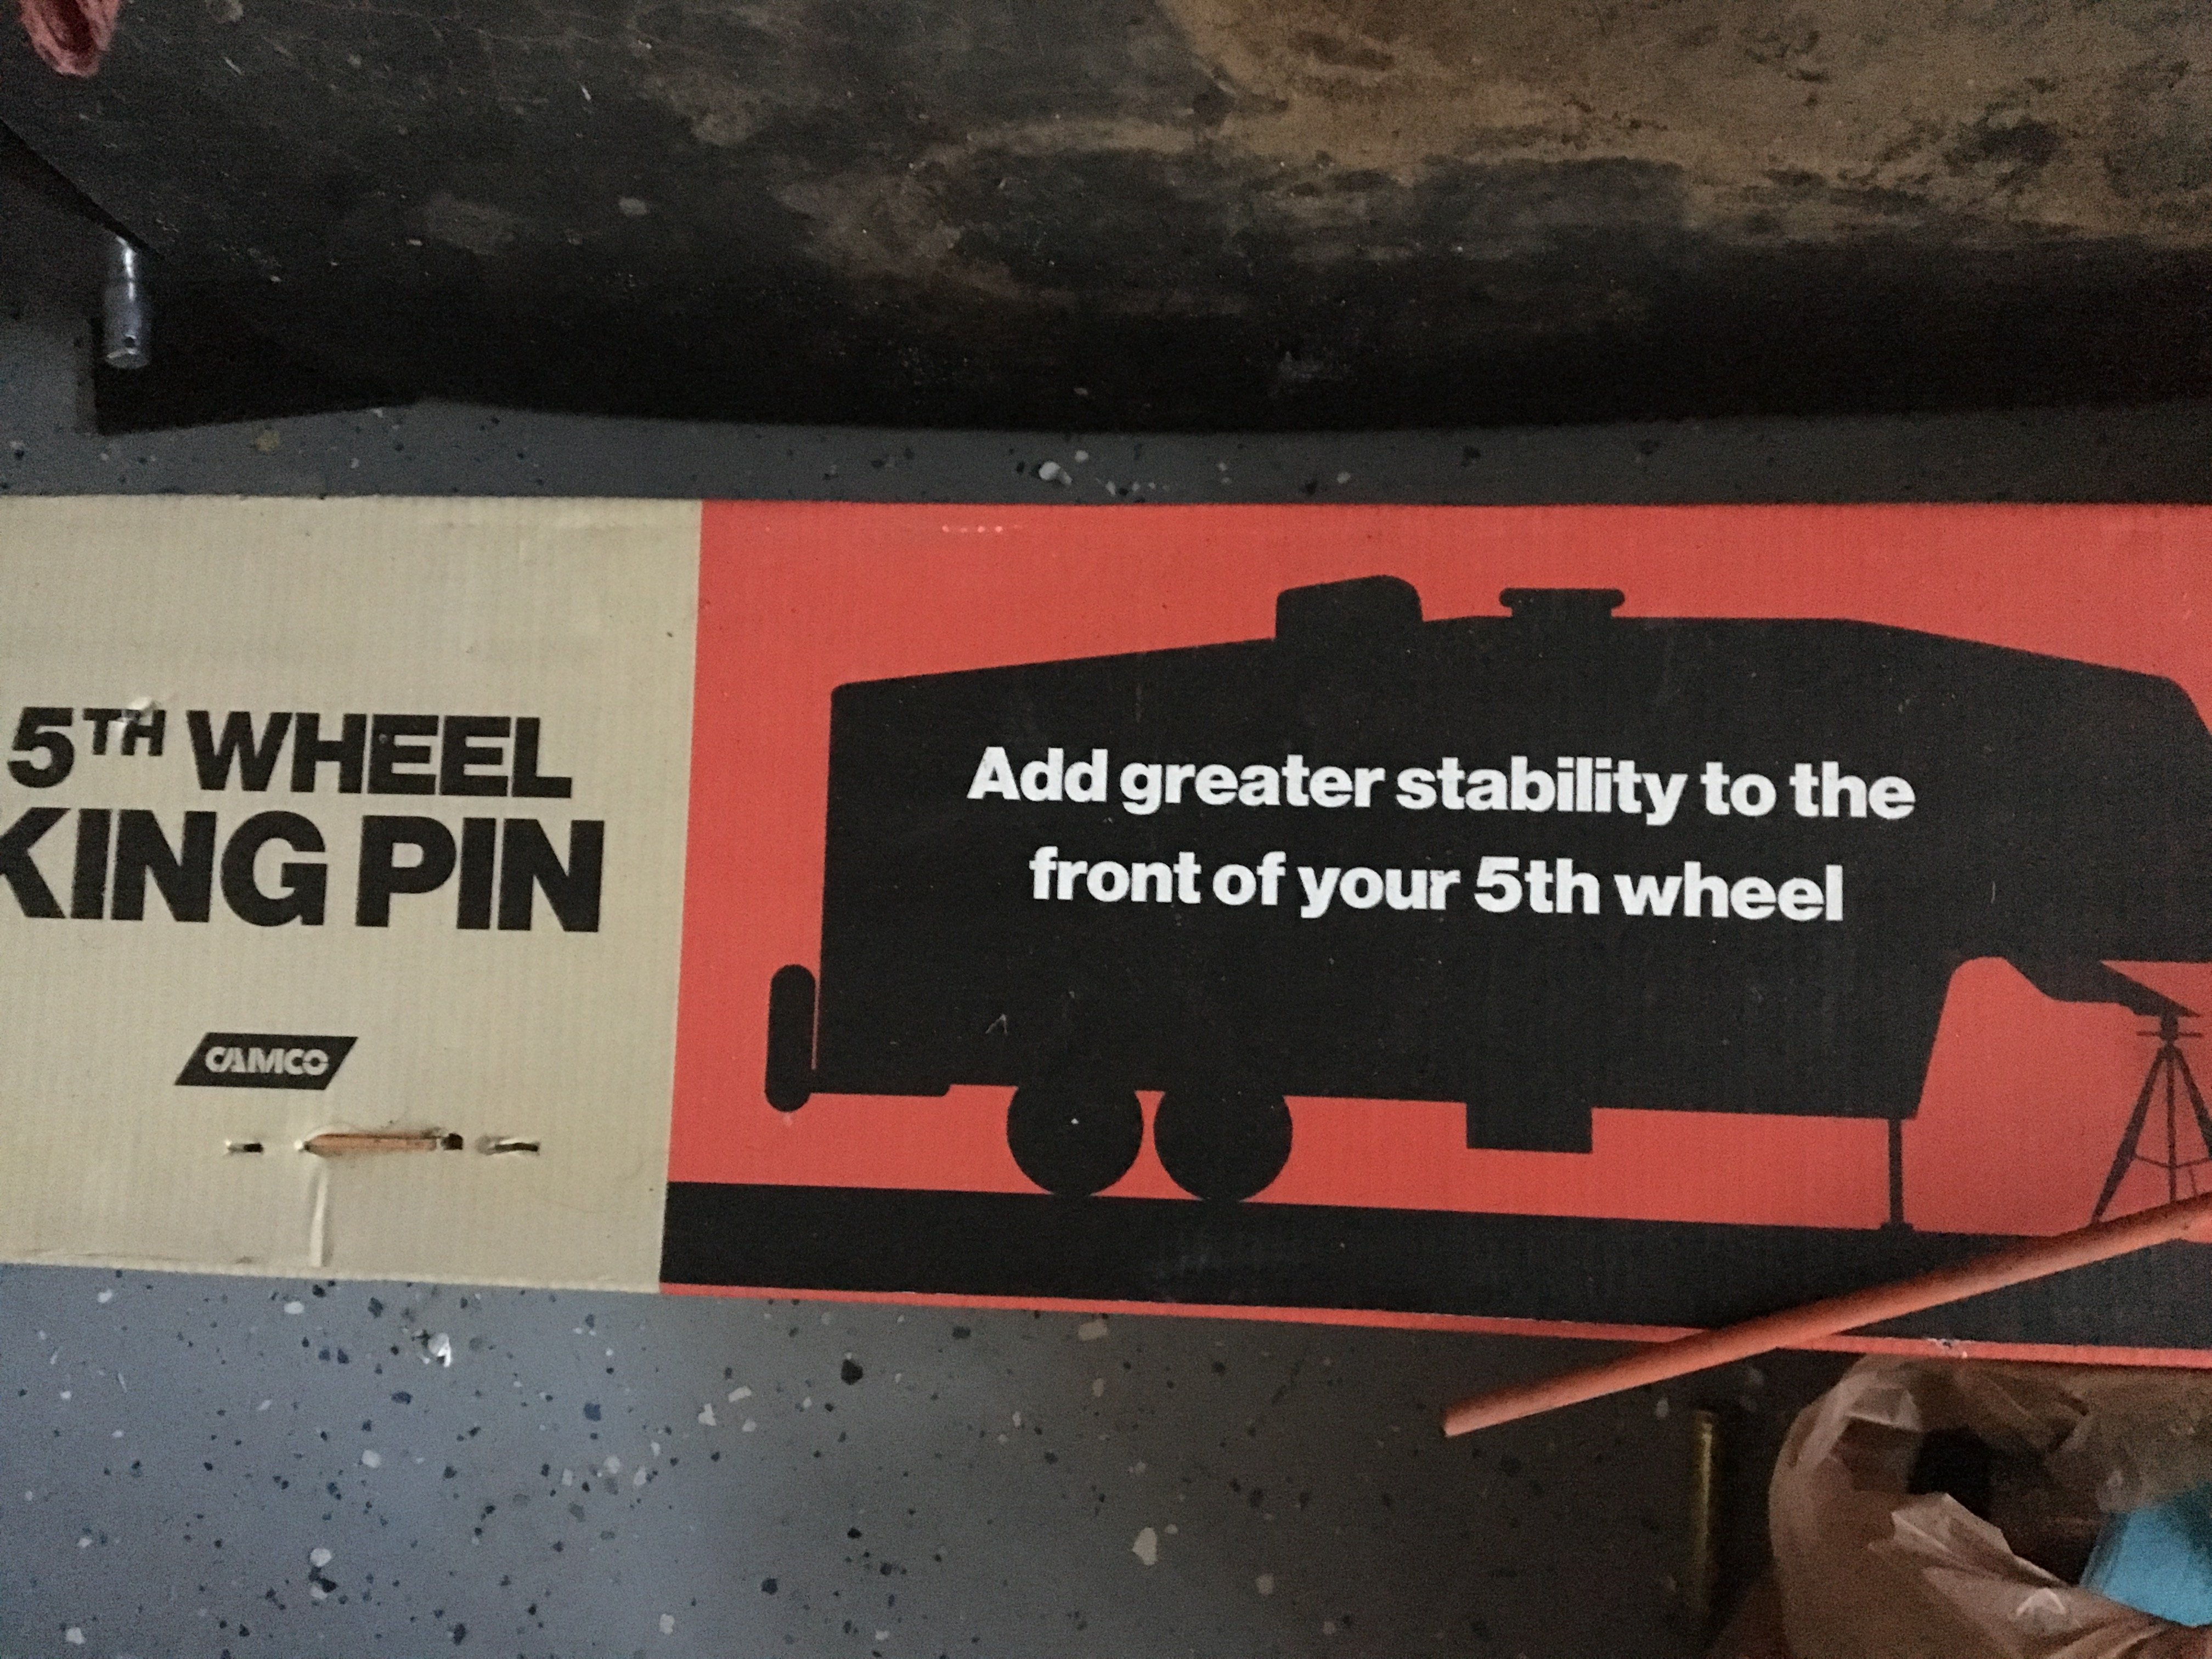 5TH WHEEL
KING PIN
CAMCO
Add greater stability to the
front of your 5th wheel